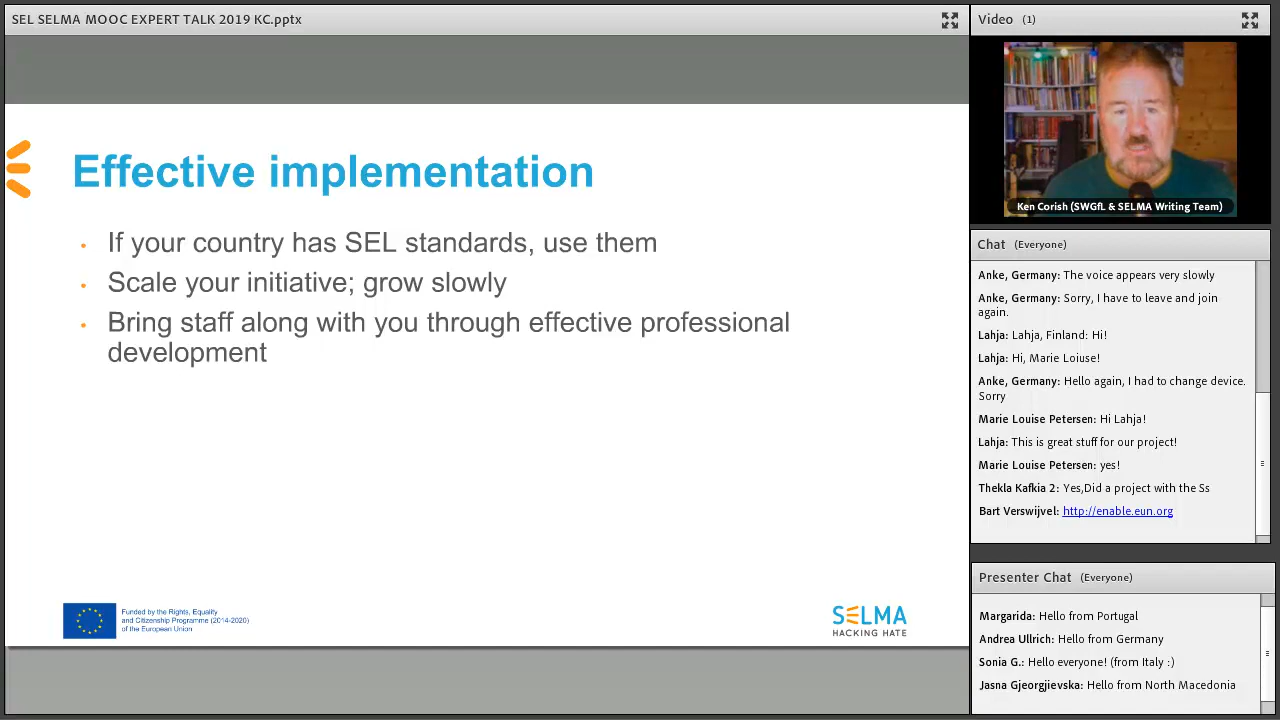 SEL SELMA MOOC EXPERT TALK 2019 KC.pptx
Effective implementation
• If your country has SEL standards, use them
• Scale your initiative; grow slowly
• Bring staff along with you through effective professional
development
Funded by the Rights, Equality
and Citizenship Programme (2014-2020)
of the European Union
SELMA
HACKING HATE
Video (1)
Ken Corish (SWGfL & SELMA Writing Team)
Chat (Everyone)
Anke, Germany: The voice appears very slowly
Anke, Germany: Sorry, I have to leave and join
again.
Lahja: Lahja, Finland: Hi!
Lahja: Hi, Marie Loiuse!
Anke, Germany: Hello again, I had to change device.
Sorry
Marie Louise Petersen: Hi Lahja!
Lahja: This is great stuff for our project!
Marie Louise Petersen: yes!
Thekla Kafkia 2: Yes,Did a project with the Ss
Bart Verswijvel: http://enable.eun.org
Presenter Chat (Everyone)
Margarida: Hello from Portugal
Andrea Ullrich: Hello from Germany
Sonia G.: Hello everyone! (from Italy :)
Jasna Gjeorgjievska: Hello from North Macedonia